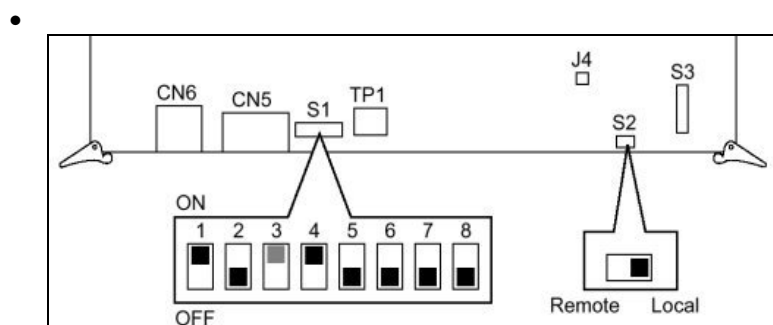 J4
S3
CN6 CN5 S1 TP1
S2
ON
1 2 3 4 5 6 7 8
OFF
Remote Local